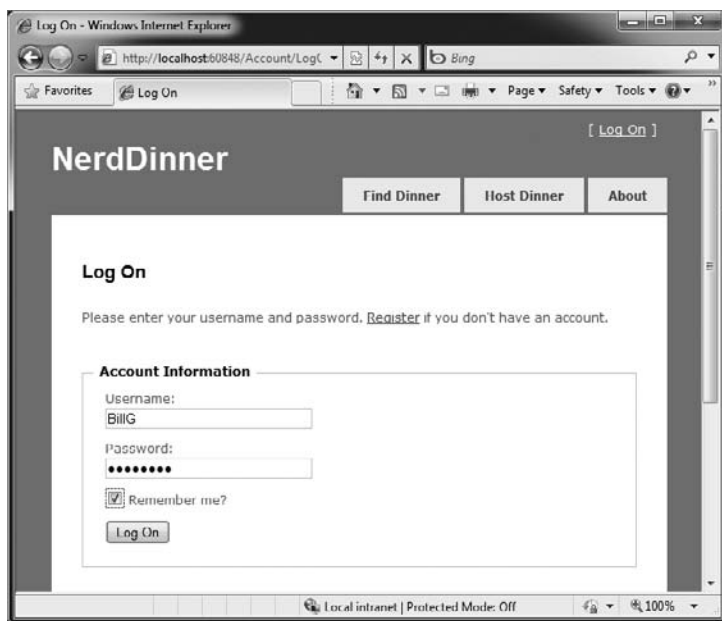 Log On - Windows Internet Explorer
http://localhost:60848/Account/LogO
Bing
Favorites
Log On
Page
Safety
Tools
[ Log On ]
NerdDinner
Find Dinner
Host Dinner
About
Log On
Please enter your username and password. Register if you don't have an account.
Account Information
Username:
BillG
Password:
••••••••
Remember me?
Log On
Local intranet | Protected Mode: Off
100%